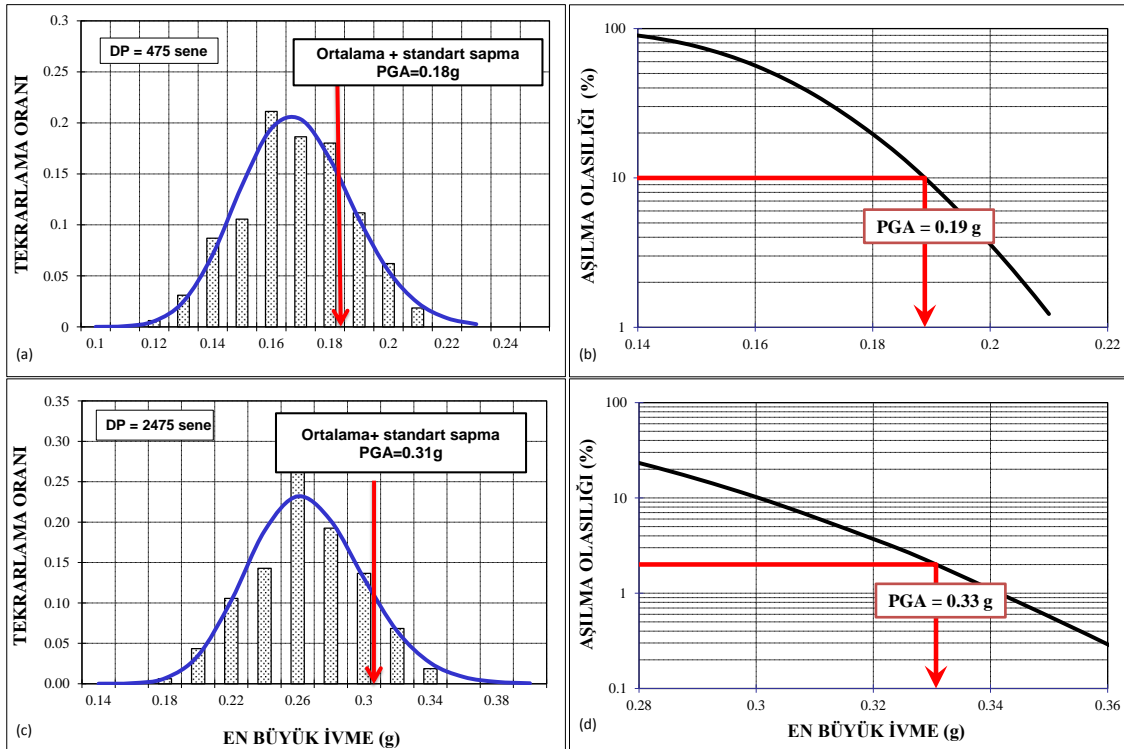 TEKRARLAMA ORANI
0.3
0.25
0.2
0.15
0.1
0.05
0
DP = 475 sene
Ortalama + standart sapma
PGA=0.18g
0.1
0.12
0.14
0.16
0.18
0.2
0.22
0.24
(a)
AŞILMA OLASILIĞI (%)
100
10
1
PGA = 0.19 g
0.14
0.16
0.18
0.2
0.22
(b)
TEKRARLAMA ORANI
0.35
0.30
0.25
0.20
0.15
0.10
0.05
0.00
DP = 2475 sene
Ortalama+ standart sapma
PGA=0.31g
0.14
0.18
0.22
0.26
0.3
0.34
0.38
(c)
EN BÜYÜK İVME (g)
AŞILMA OLASILIĞI (%)
100
10
1
0.1
PGA = 0.33 g
0.28
0.30
0.32
0.34
0.36
(d)
EN BÜYÜK İVME (g)